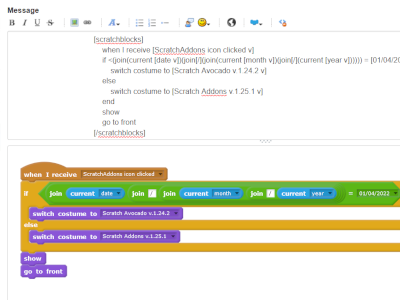 Message
B I U S
[scratchblocks]
when I receive [ScratchAddons icon clicked v]
if <(join(current [date v])(join[/](join(current [month v])(join[/](current [year v]))))) = [01/04/20
switch costume to [Scratch Avocado v.1.24.2 v]
else
switch costume to [Scratch Addons v.1.25.1 v]
end
show
go to front
[/scratchblocks]
when I receive ScratchAddons icon clicked
if join current date join / join current month join / current year = 01/04/2022
switch costume to Scratch Avocado v.1.24.2
else
switch costume to Scratch Addons v.1.25.1
show
go to front